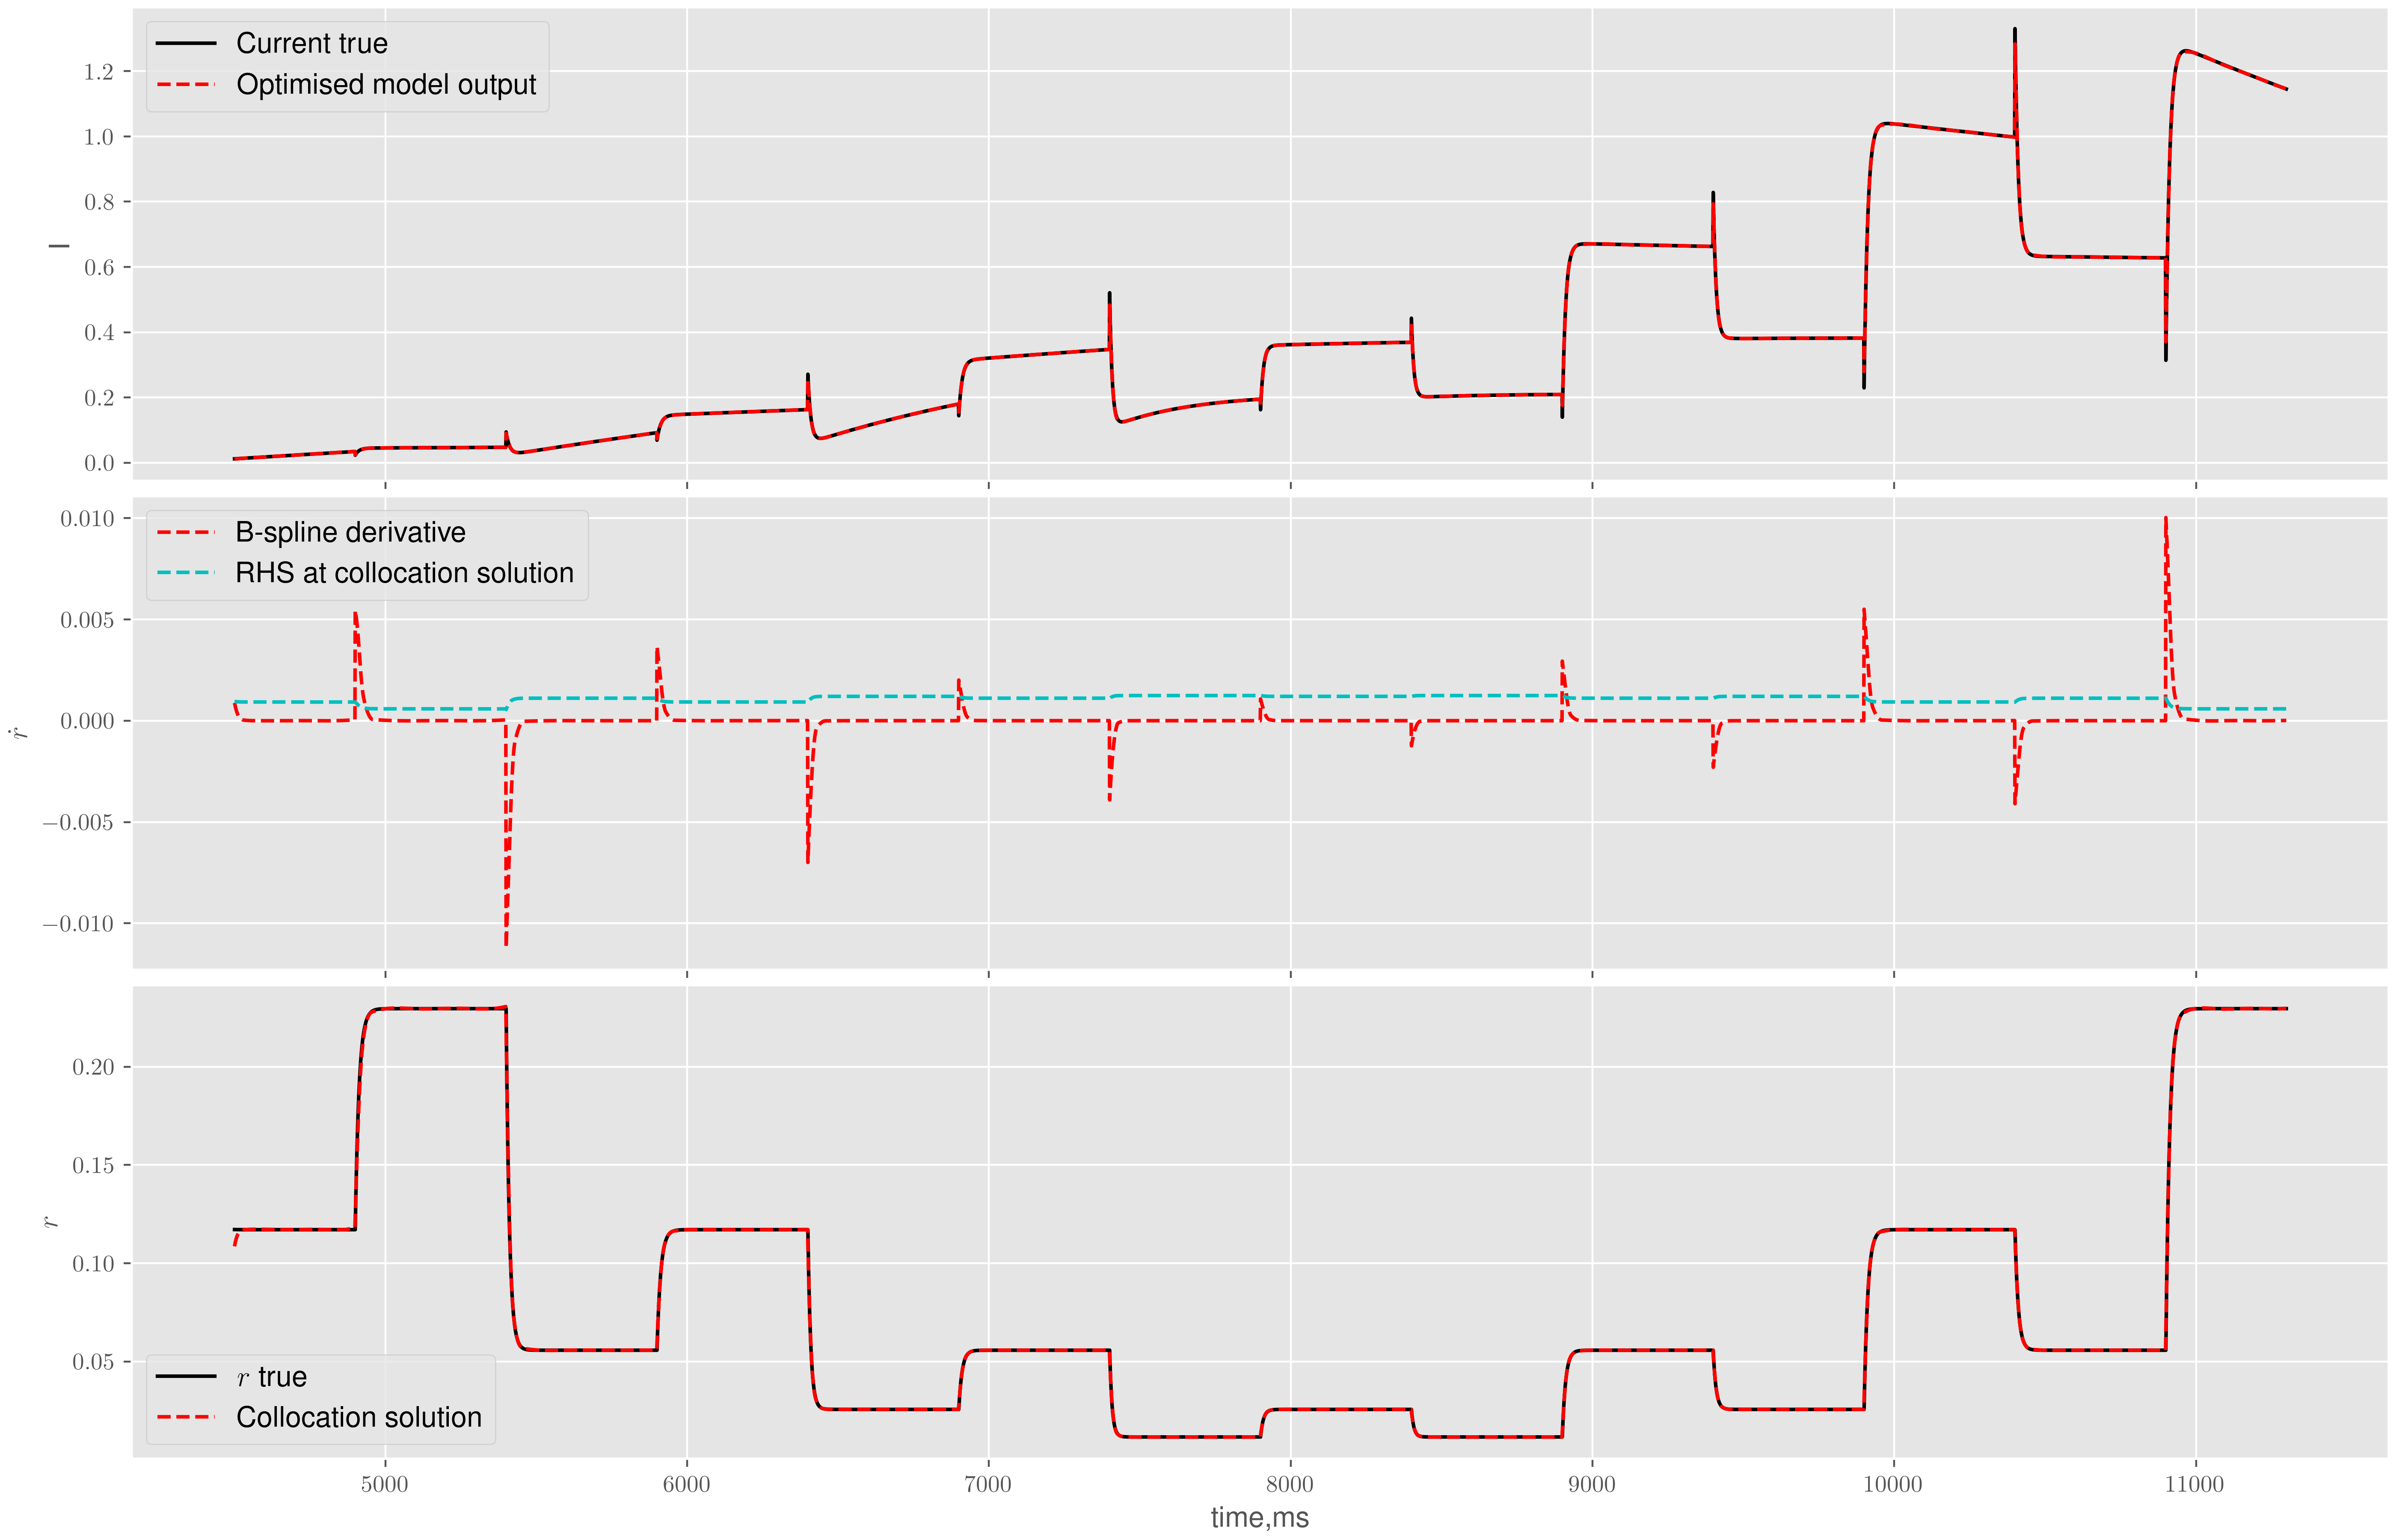 Current true
Optimised model output
1.2
1.0
0.8
0.6
0.4
0.2
0.0
I
B-spline derivative
RHS at collocation solution
0.010
0.005
0.000
−0.005
−0.010
ṙ
0.20
0.15
0.10
0.05
r
r true
Collocation solution
5000 6000 7000 8000 9000 10000 11000
time,ms